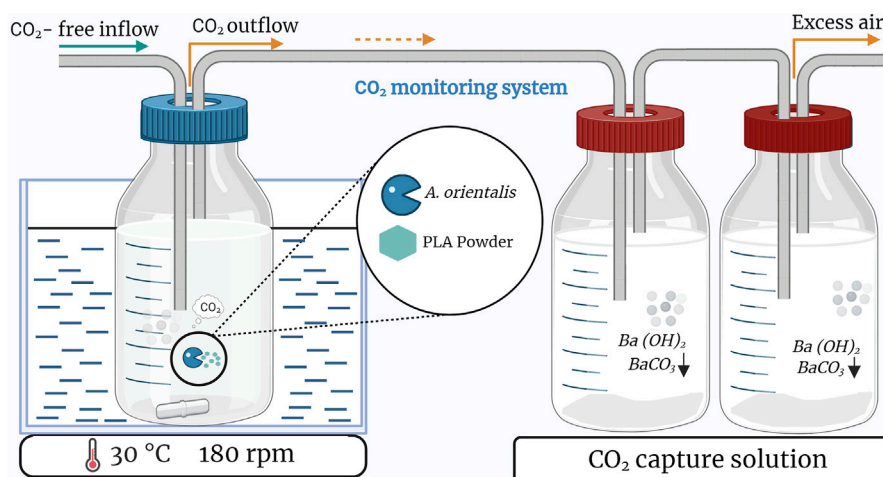 CO₂- free inflow
CO₂ outflow
Excess air
CO₂ monitoring system
A. orientalis
PLA Powder
CO₂
Ba (OH)₂
BaCO₃
Ba (OH)₂
BaCO₃
30 °C 180 rpm
CO₂ capture solution